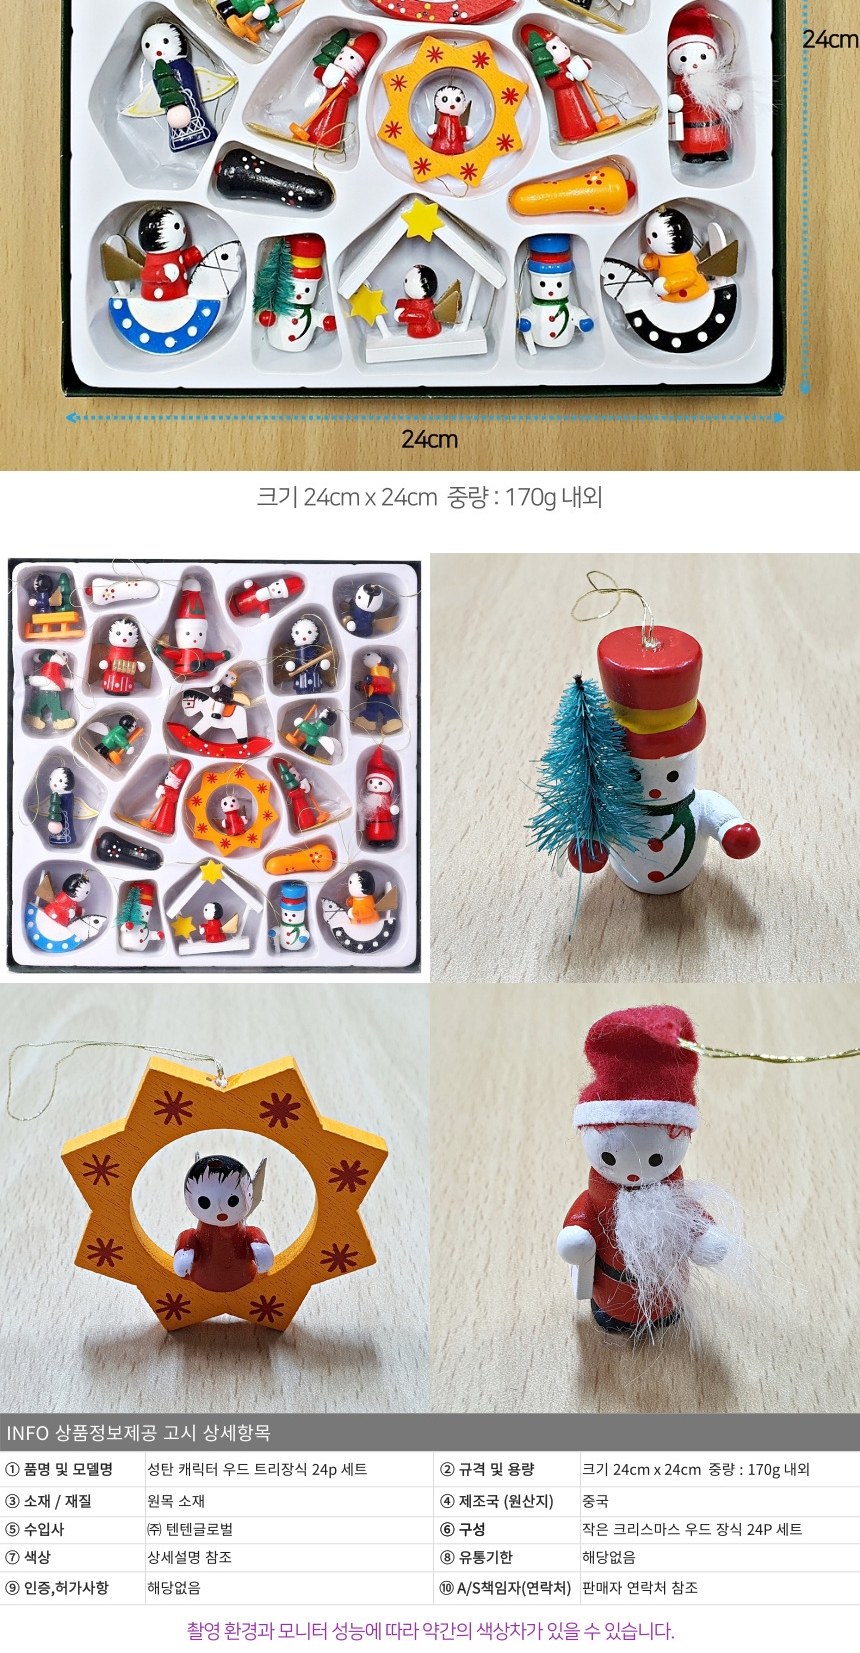 24cm
24cm
크기 24cm x 24cm 중량 : 170g 내외
INFO 상품정보제공 고시 상세항목
① 품명 및 모델명 성탄 캐릭터 우드 트리장식 24p 세트 ② 규격 및 용량 크기 24cm x 24cm 중량 : 170g 내외
③ 소재 / 재질 원목 소재 ④ 제조국 (원산지) 중국
⑤ 수입사 ㈜ 텐텐글로벌 ⑥ 구성 작은 크리스마스 우드 장식 24P 세트
⑦ 색상 상세설명 참조 ⑧ 유통기한 해당없음
⑨ 인증,허가사항 해당없음 ⑩ A/S책임자(연락처) 판매자 연락처 참조
촬영 환경과 모니터 성능에 따라 약간의 색상차가 있을 수 있습니다.